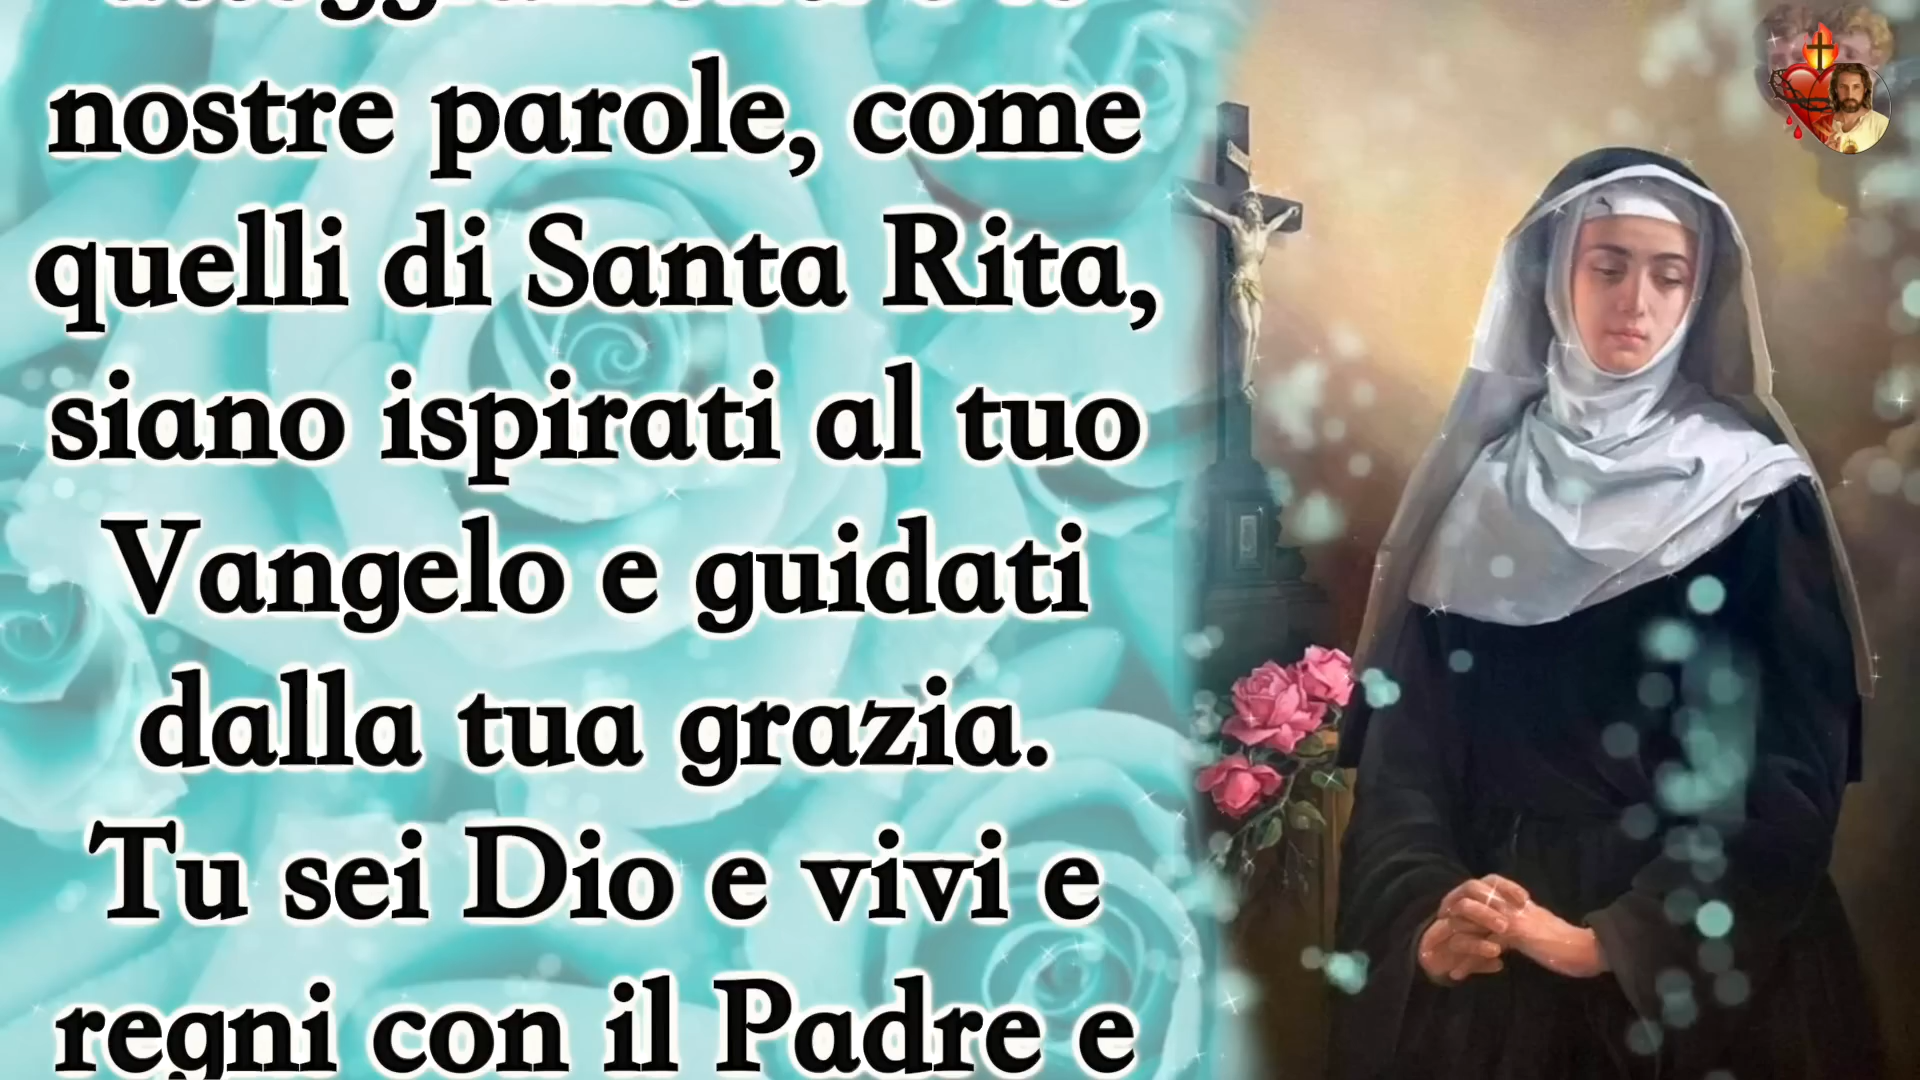 nostre parole, come
quelli di Santa Rita,
siano ispirati al tuo
Vangelo e guidati
dalla tua grazia.
Tu sei Dio e vivi e
regni con il Padre e